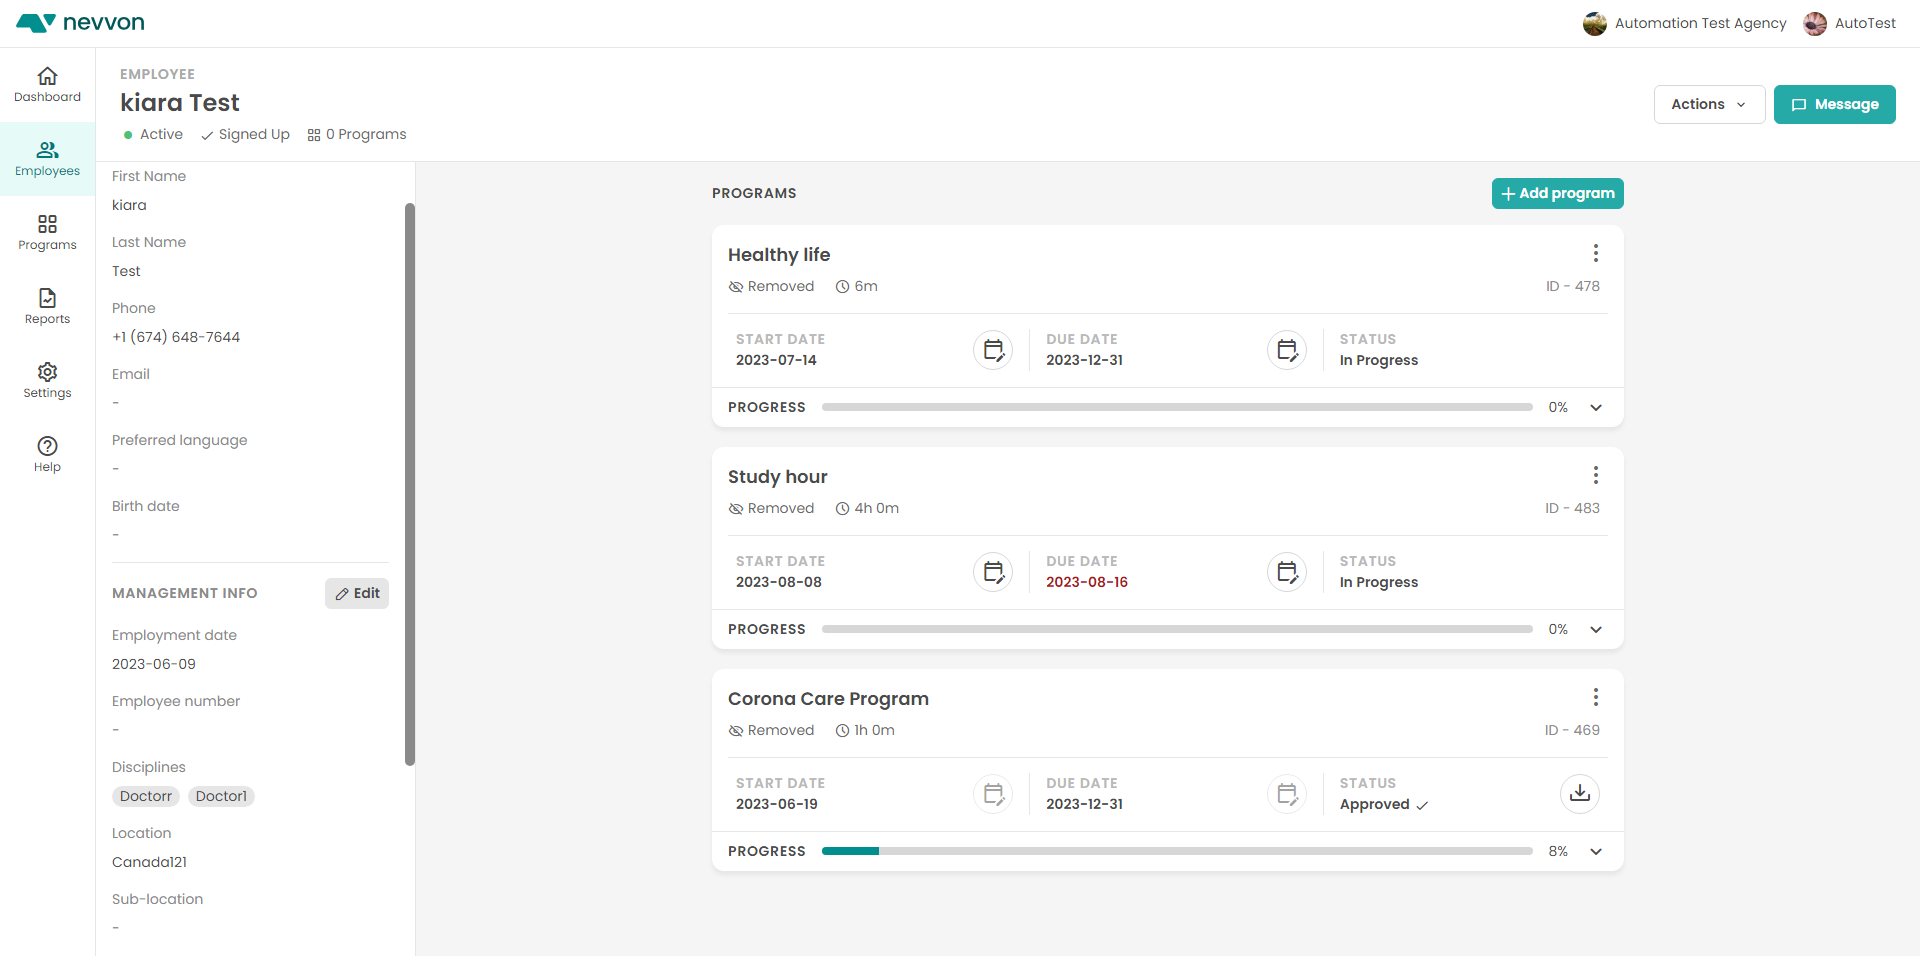 nevvon
Automation Test Agency
AutoTest
Dashboard
Employees
Programs
Reports
Settings
Help
EMPLOYEE
kiara Test
Active
Signed Up
0 Programs
Actions
Message
First Name
kiara
Last Name
Test
Phone
+1 (674) 648-7644
Email
-
Preferred language
-
Birth date
-
MANAGEMENT INFO
Edit
Employment date
2023-06-09
Employee number
-
Disciplines
Doctorr Doctor1
Location
Canada121
Sub-location
-
PROGRAMS
Add program
Healthy life
Removed 6m ID - 478
START DATE
2023-07-14
DUE DATE
2023-12-31
STATUS
In Progress
PROGRESS 0%
Study hour
Removed 4h 0m ID - 483
START DATE
2023-08-08
DUE DATE
2023-08-16
STATUS
In Progress
PROGRESS 0%
Corona Care Program
Removed 1h 0m ID - 469
START DATE
2023-06-19
DUE DATE
2023-12-31
STATUS
Approved
PROGRESS 8%